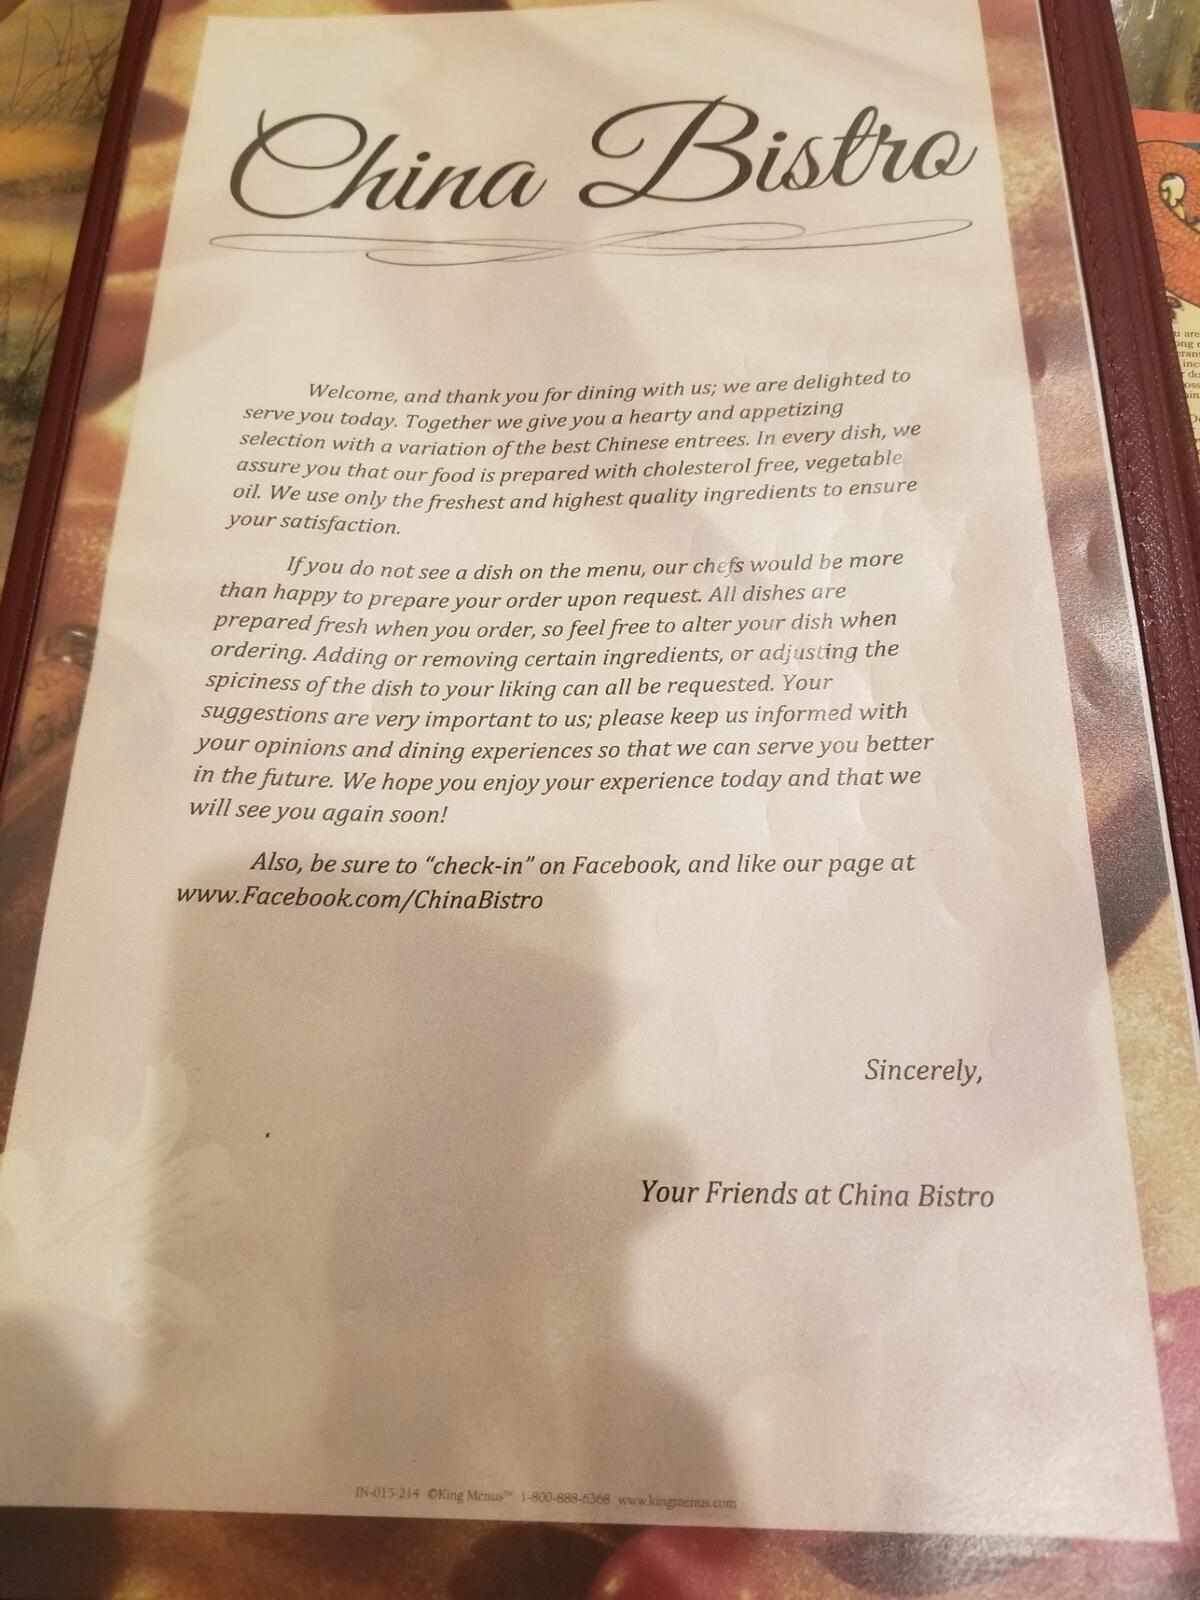 China Bistro
Welcome, and thank you for dining with us; we are delighted to
serve you today. Together we give you a hearty and appetizing
selection with a variation of the best Chinese entrees. In every dish, we
assure you that our food is prepared with cholesterol free, vegetable
oil. We use only the freshest and highest quality ingredients to ensure
your satisfaction.
If you do not see a dish on the menu, our chefs would be more
than happy to prepare your order upon request. All dishes are
prepared fresh when you order, so feel free to alter your dish when
ordering. Adding or removing certain ingredients, or adjusting the
spiciness of the dish to your liking can all be requested. Your
suggestions are very important to us; please keep us informed with
your opinions and dining experiences so that we can serve you better
in the future. We hope you enjoy your experience today and that we
will see you again soon!
Also, be sure to “check-in” on Facebook, and like our page at
www.Facebook.com/ChinaBistro
Sincerely,
Your Friends at China Bistro
IN-015-214 ©King Menus™ 1-800-888-6368 www.kingmenus.com